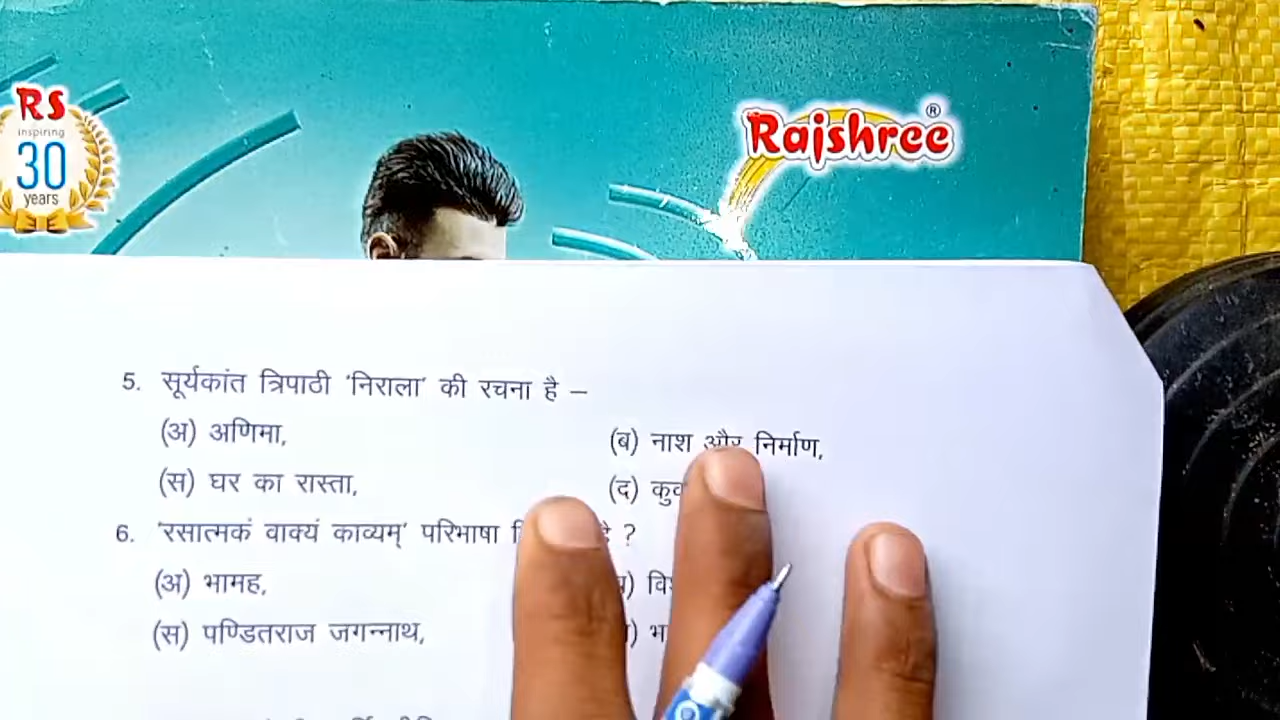 RS
inspiring
30
years
Rajshree®
5. सूर्यकांत त्रिपाठी 'निराला' की रचना है –
(अ) अणिमा, (ब) नाश और निर्माण,
(स) घर का रास्ता, (द)
6. 'रसात्मकं वाक्यं काव्यम्' परिभाषा है ?
(अ) भामह,
(स) पण्डितराज जगन्नाथ,